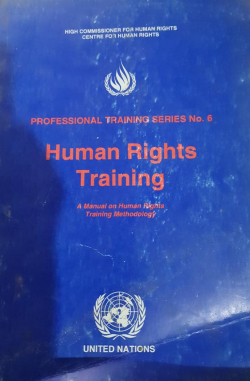 HIGH COMMISSIONER FOR HUMAN RIGHTS
CENTRE FOR HUMAN RIGHTS
PROFESSIONAL TRAINING SERIES No. 6
Human Rights
Training
A Manual on Human Rights
Training Methodology
UNITED NATIONS